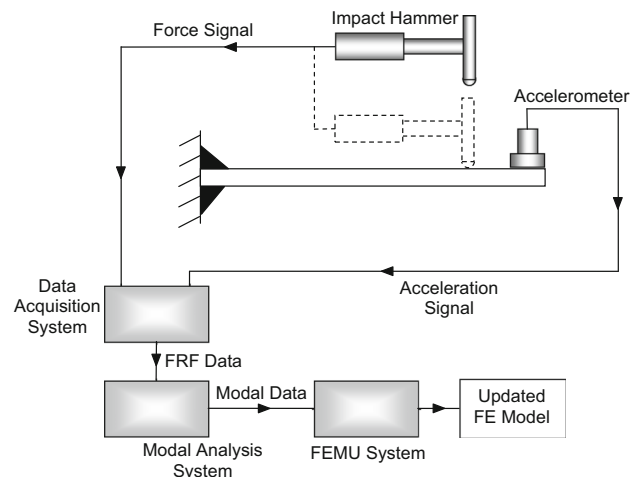 Impact Hammer
Force Signal
Accelerometer
Data
Acquisition
System
Acceleration
Signal
FRF Data
Modal Data
Updated
FE Model
Modal Analysis
System
FEMU System